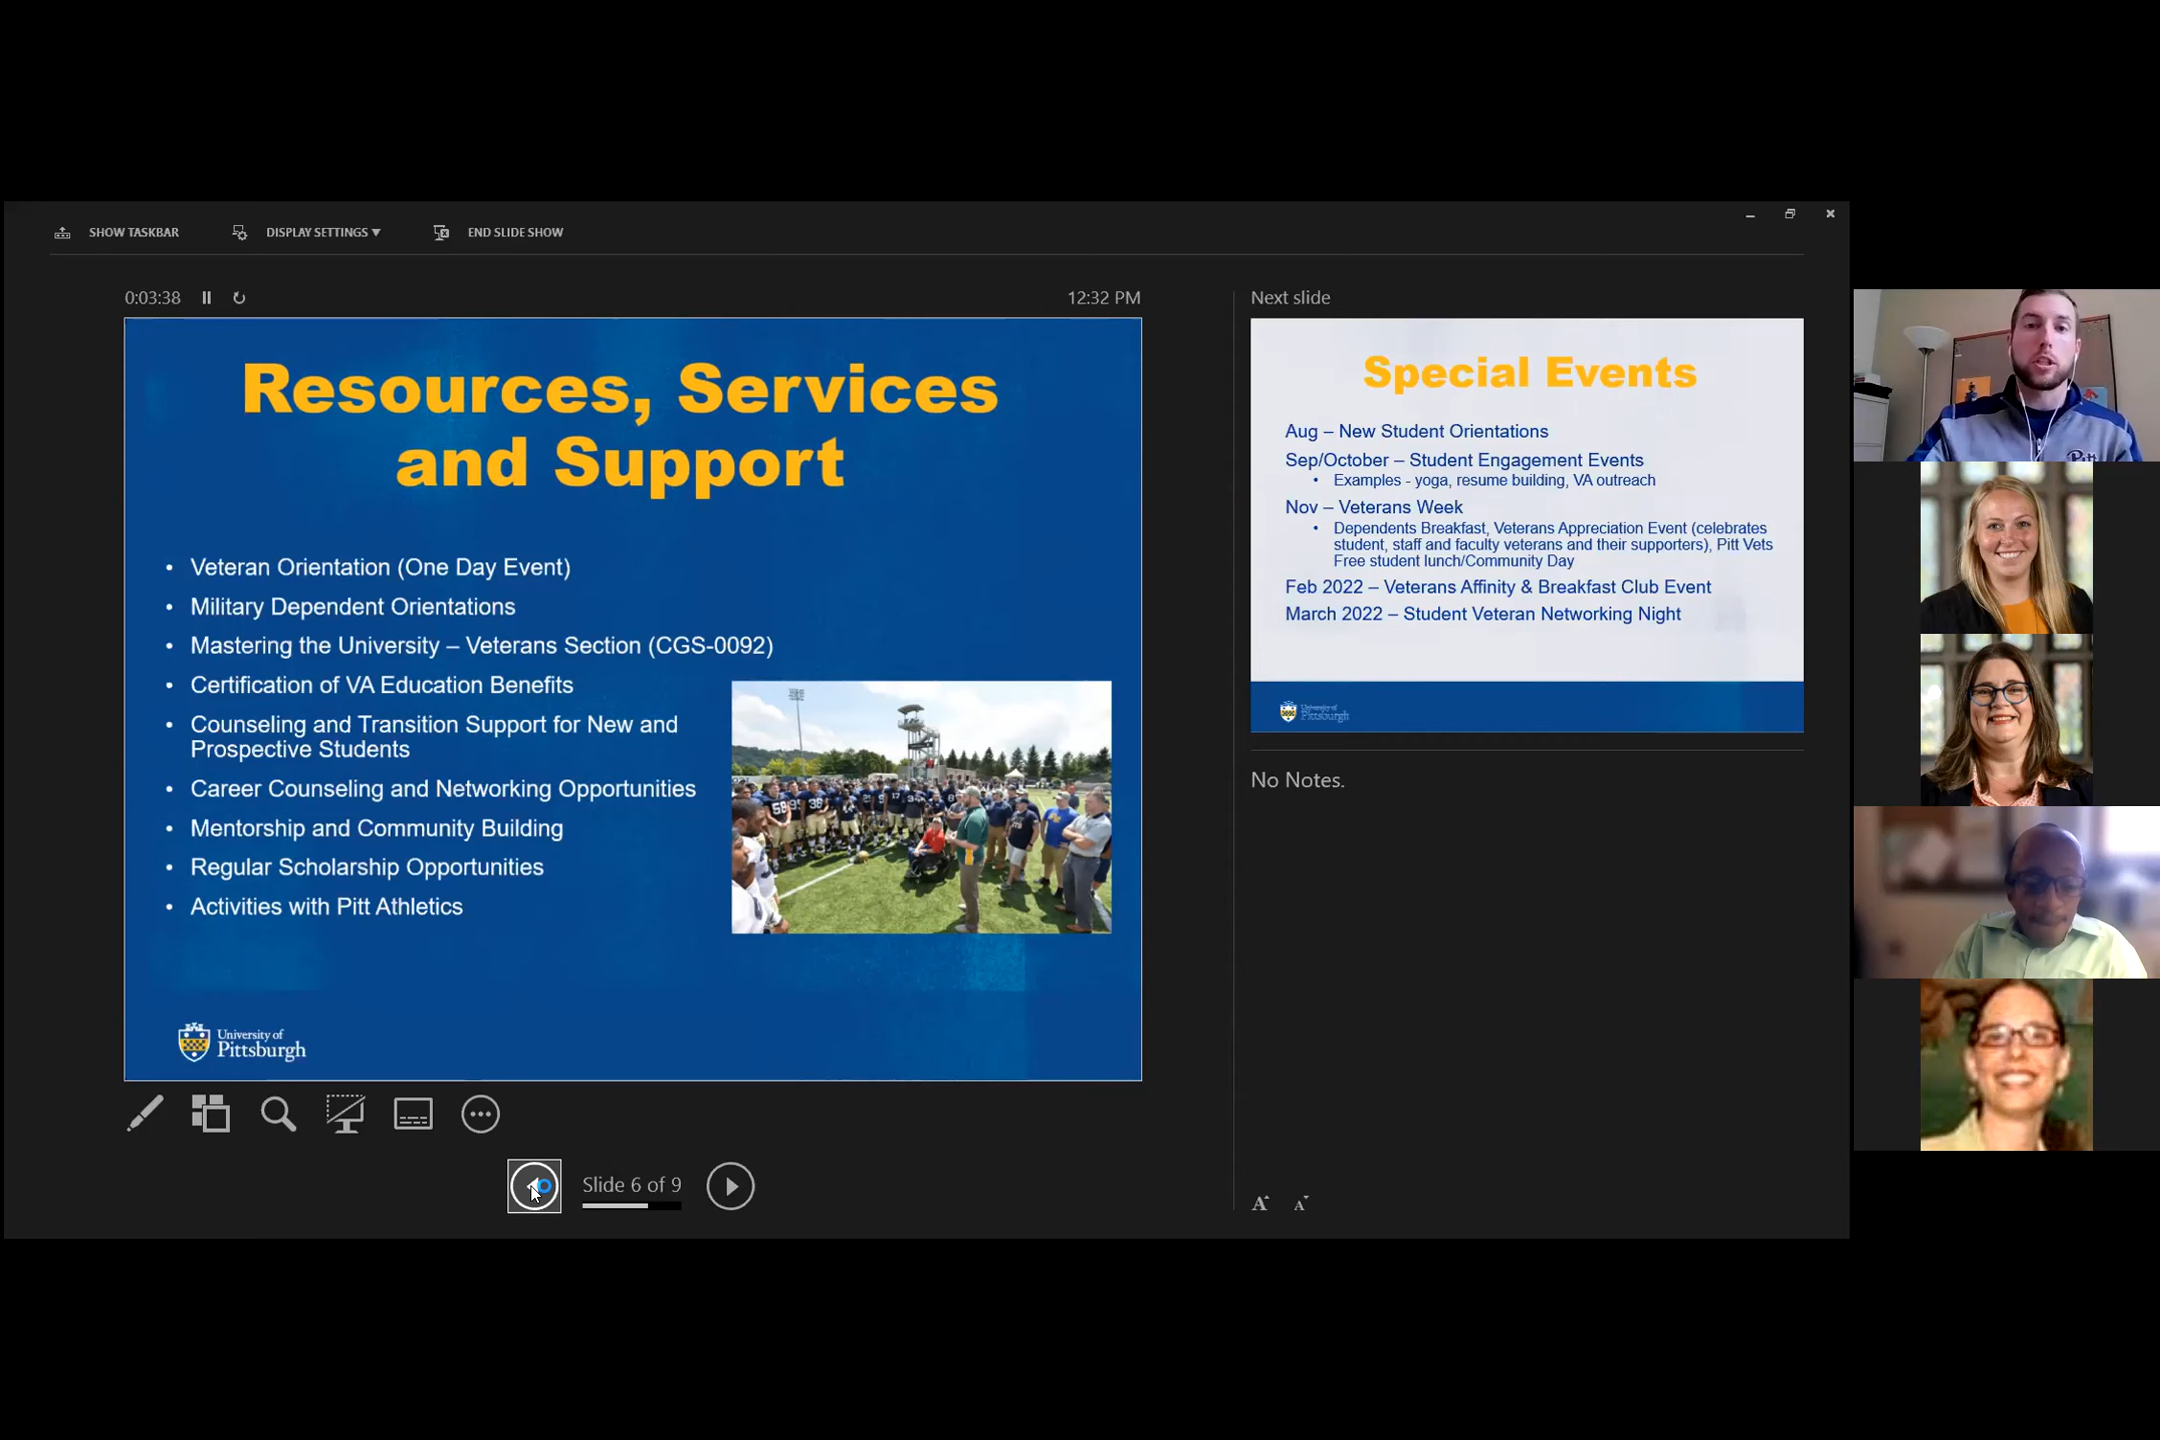 SHOW TASKBAR
DISPLAY SETTINGS ▼
END SLIDE SHOW
0:03:38
12:32 PM
Resources, Services
and Support
• Veteran Orientation (One Day Event)
• Military Dependent Orientations
• Mastering the University – Veterans Section (CGS-0092)
• Certification of VA Education Benefits
• Counseling and Transition Support for New and
Prospective Students
• Career Counseling and Networking Opportunities
• Mentorship and Community Building
• Regular Scholarship Opportunities
• Activities with Pitt Athletics
University of
Pittsburgh
Slide 6 of 9
Next slide
Special Events
Aug – New Student Orientations
Sep/October – Student Engagement Events
• Examples - yoga, resume building, VA outreach
Nov – Veterans Week
• Dependents Breakfast, Veterans Appreciation Event (celebrates
student, staff and faculty veterans and their supporters), Pitt Vets
Free student lunch/Community Day
Feb 2022 – Veterans Affinity & Breakfast Club Event
March 2022 – Student Veteran Networking Night
University of
Pittsburgh
No Notes.
A A
Pitt